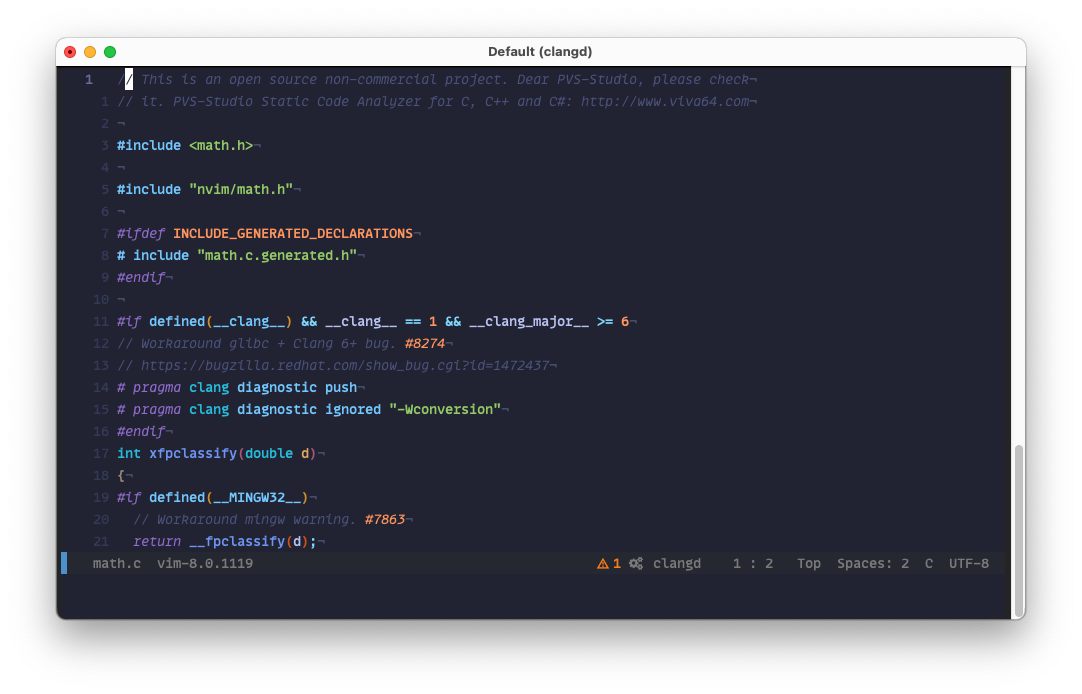 Default (clangd)
1 // This is an open source non-commercial project. Dear PVS-Studio, please check¬
1 // it. PVS-Studio Static Code Analyzer for C, C++ and C#: http://www.viva64.com¬
2 ¬
3 #include <math.h>¬
4 ¬
5 #include "nvim/math.h"¬
6 ¬
7 #ifdef INCLUDE_GENERATED_DECLARATIONS¬
8 # include "math.c.generated.h"¬
9 #endif¬
10 ¬
11 #if defined(__clang__) && __clang__ == 1 && __clang_major__ >= 6¬
12 // Workaround glibc + Clang 6+ bug. #8274¬
13 // https://bugzilla.redhat.com/show_bug.cgi?id=1472437¬
14 # pragma clang diagnostic push¬
15 # pragma clang diagnostic ignored "-Wconversion"¬
16 #endif¬
17 int xfpclassify(double d)¬
18 {¬
19 #if defined(__MINGW32__)¬
20   // Workaround mingw warning. #7863¬
21   return __fpclassify(d);¬
math.c  vim-8.0.1119  ⚠ 1  clangd  1 : 2  Top  Spaces: 2  C  UTF-8